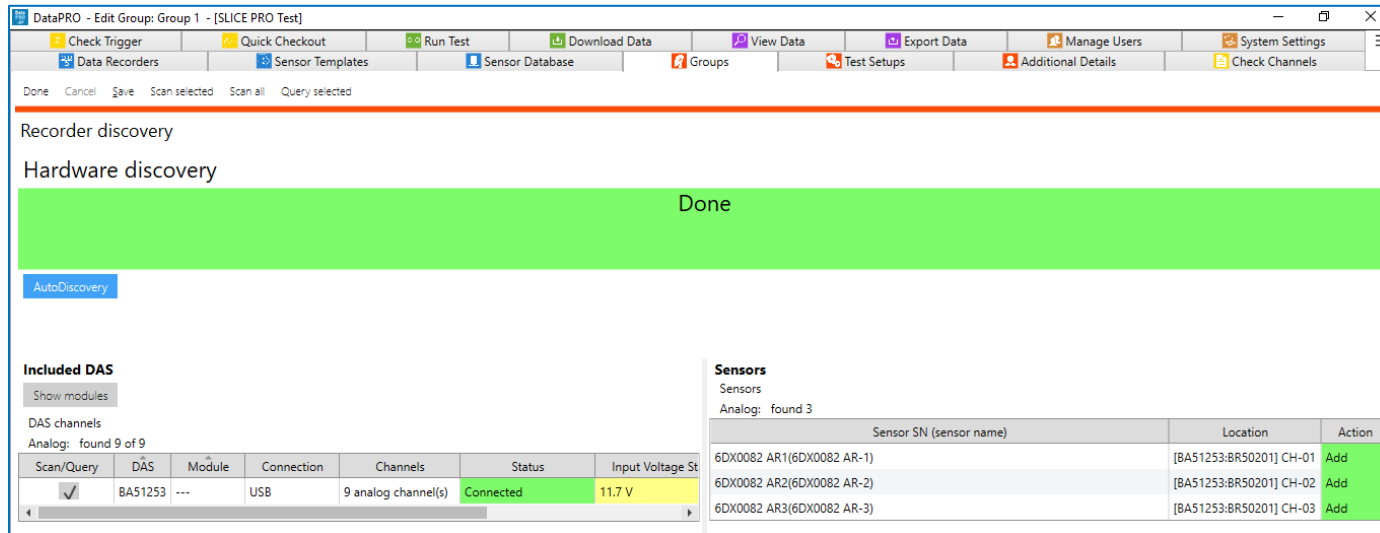 DataPRO - Edit Group: Group 1 - [SLICE PRO Test]
Check Trigger Quick Checkout Run Test Download Data View Data Export Data Manage Users System Settings
Data Recorders Sensor Templates Sensor Database Groups Test Setups Additional Details Check Channels
Done Cancel Save Scan selected Scan all Query selected
Recorder discovery
Hardware discovery
Done
AutoDiscovery
Included DAS
Show modules
DAS channels
Analog: found 9 of 9
Scan/Query DAS Module Connection Channels Status Input Voltage St
BA51253 --- USB 9 analog channel(s) Connected 11.7 V
Sensors
Sensors
Analog: found 3
Sensor SN (sensor name) Location Action
6DX0082 AR1(6DX0082 AR-1) [BA51253:BR50201] CH-01 Add
6DX0082 AR2(6DX0082 AR-2) [BA51253:BR50201] CH-02 Add
6DX0082 AR3(6DX0082 AR-3) [BA51253:BR50201] CH-03 Add